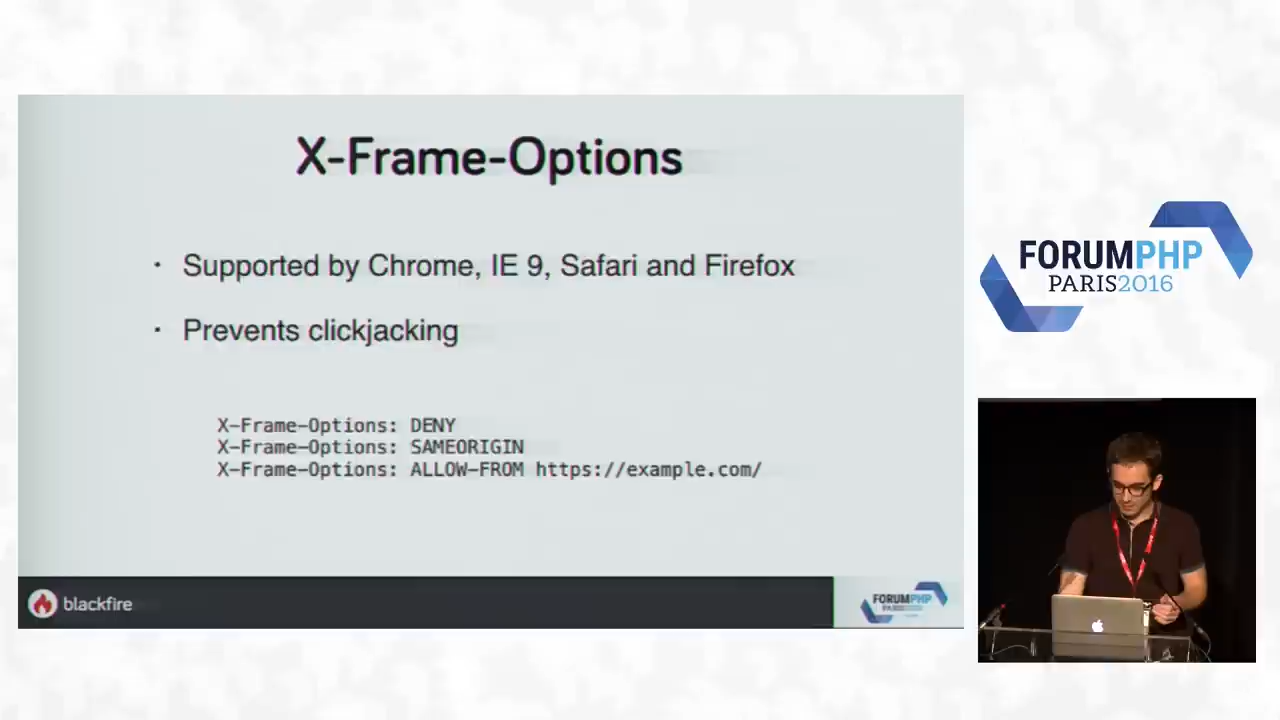 X-Frame-Options
· Supported by Chrome, IE 9, Safari and Firefox
· Prevents clickjacking
X-Frame-Options: DENY
X-Frame-Options: SAMEORIGIN
X-Frame-Options: ALLOW-FROM https://example.com/
blackfire
FORUMPHP
PARIS2016
FORUMPHP
PARIS2016